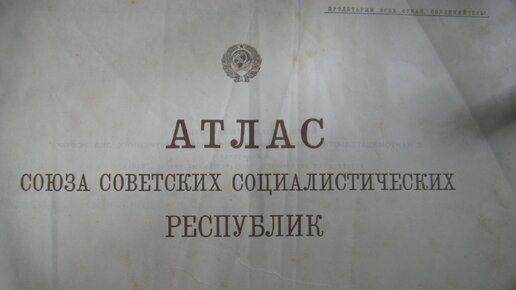 ПРОЛЕТАРИИ ВСЕХ СТРАН, СОЕДИНЯЙТЕСЬ!
АТЛАС
СОЮЗА СОВЕТСКИХ СОЦИАЛИСТИЧЕСКИХ
РЕСПУБЛИК